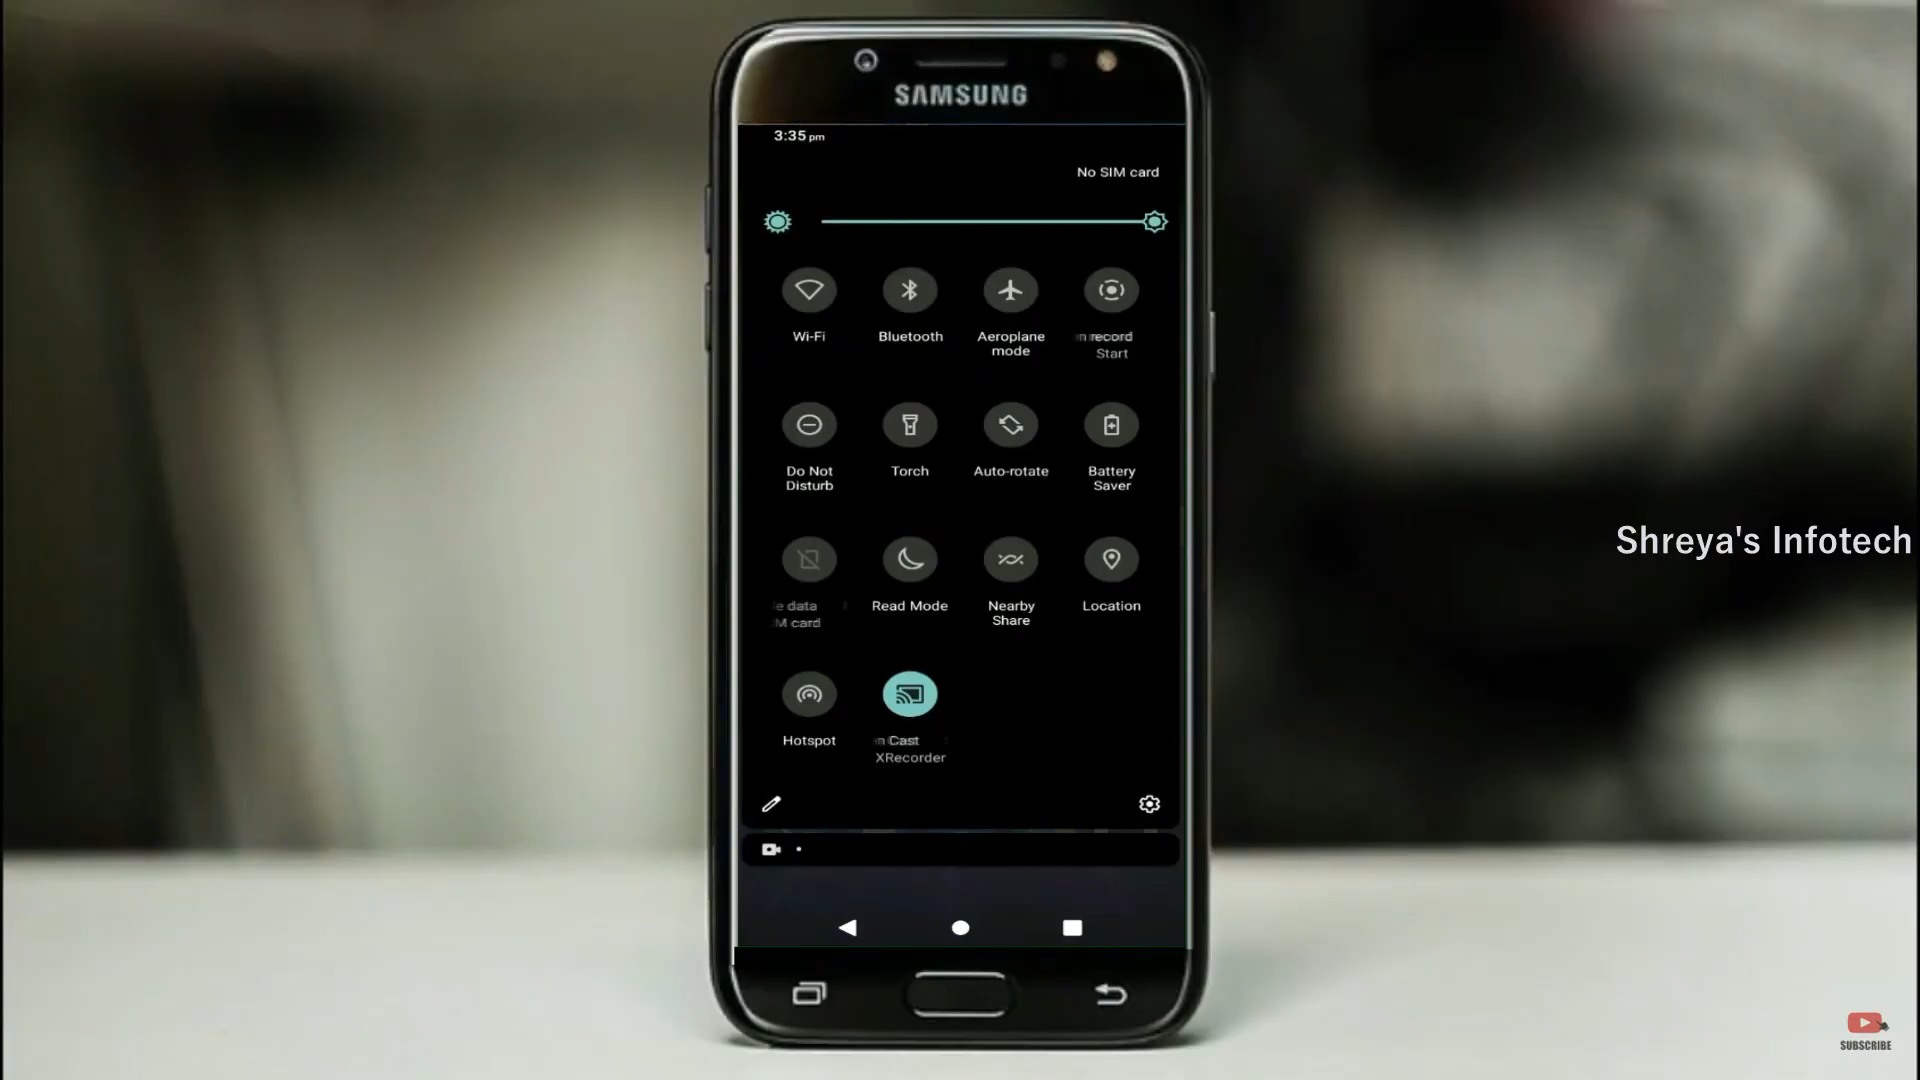 SAMSUNG
3:35 pm
No SIM card
Wi-Fi
Bluetooth
Aeroplane
mode
n record
Start
Do Not
Disturb
Torch
Auto-rotate
Battery
Saver
e data
M card
Read Mode
Nearby
Share
Location
Hotspot
n Cast
XRecorder
Shreya's Infotech
SUBSCRIBE